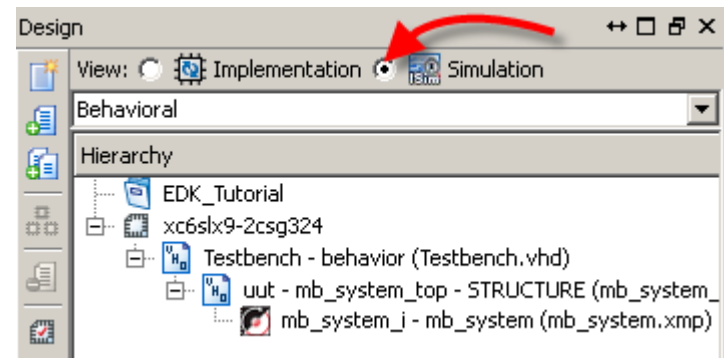 Design
View: Implementation iSim Simulation
Behavioral
Hierarchy
EDK_Tutorial
xc6slx9-2csg324
Testbench - behavior (Testbench.vhd)
uut - mb_system_top - STRUCTURE (mb_system_
mb_system_i - mb_system (mb_system.xmp)